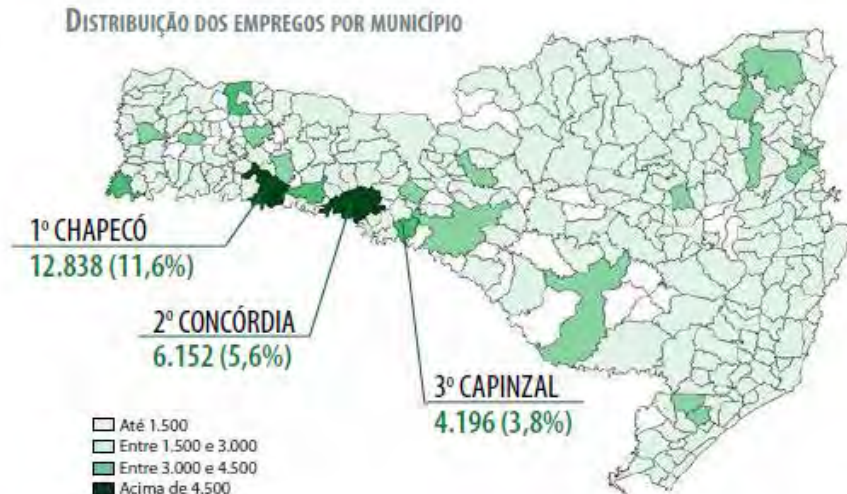 DISTRIBUIÇÃO DOS EMPREGOS POR MUNICÍPIO
1º CHAPECÓ
12.838 (11,6%)
2º CONCÓRDIA
6.152 (5,6%)
3º CAPINZAL
4.196 (3,8%)
Até 1.500
Entre 1.500 e 3.000
Entre 3.000 e 4.500
Acima de 4.500